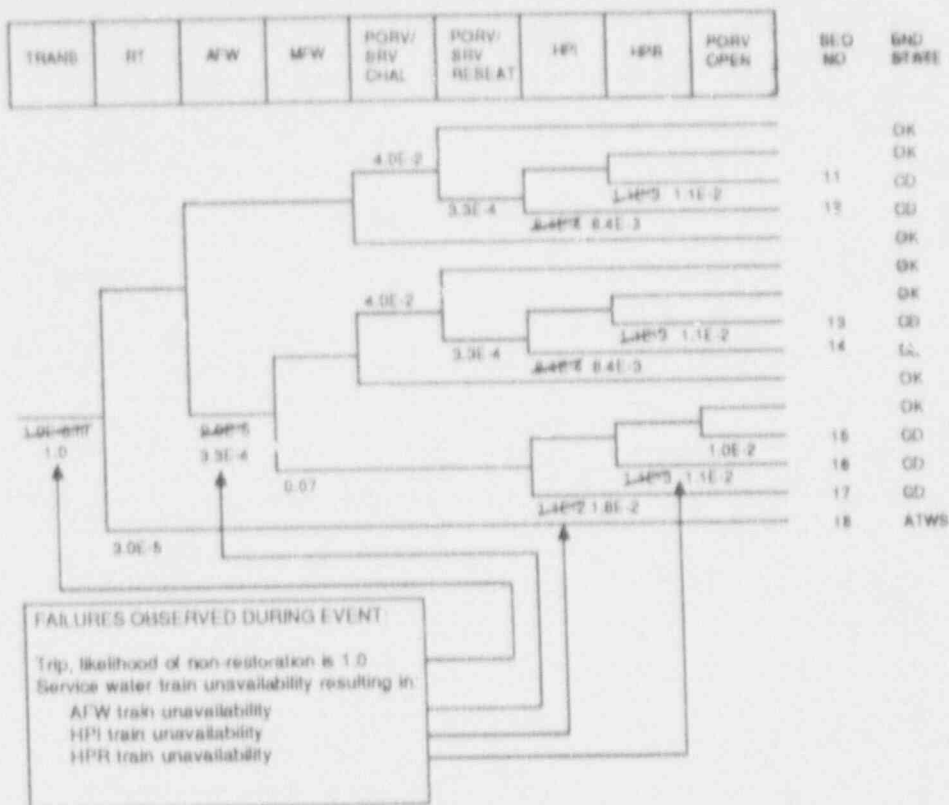 TRANS RT AFW MFW PORV/ SRV CHAL PORV/ SRV RESEAT HPI HPR PORV OPEN SEQ NO END STATE
OK
4.0E-2 OK
11 CD
1.1E-2
3.3E-4 12 CD
8.4E-3
OK
OK
4.0E-2 OK
13 CD
1.1E-2
3.3E-4 14
8.4E-3
OK
OK
1.0 3.3E-4
15 CD
1.0E-2
16 CD
1.1E-2
0.07 17 CD
1.8E-2
18 ATWS
3.0E-5
FAILURES OBSERVED DURING EVENT
Trip, likelihood of non-restoration is 1.0
Service water train unavailability resulting in:
AFW train unavailability
HPI train unavailability
HPR train unavailability